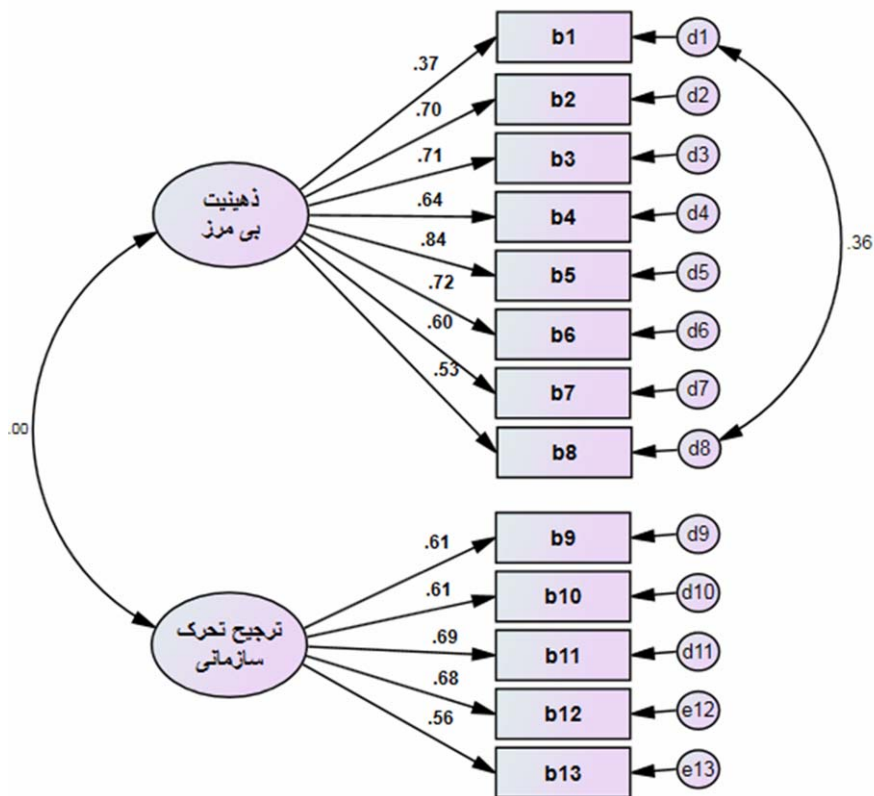 b1
d1
.37
b2
d2
.70
b3
d3
.71
ذهینیت
بی مرز
b4
d4
.64
.36
b5
d5
.84
b6
d6
.72
b7
d7
.60
b8
d8
.53
.00
b9
d9
.61
b10
d10
.61
ترجیح تحرک
سازمانی
b11
d11
.69
b12
e12
.68
b13
e13
.56